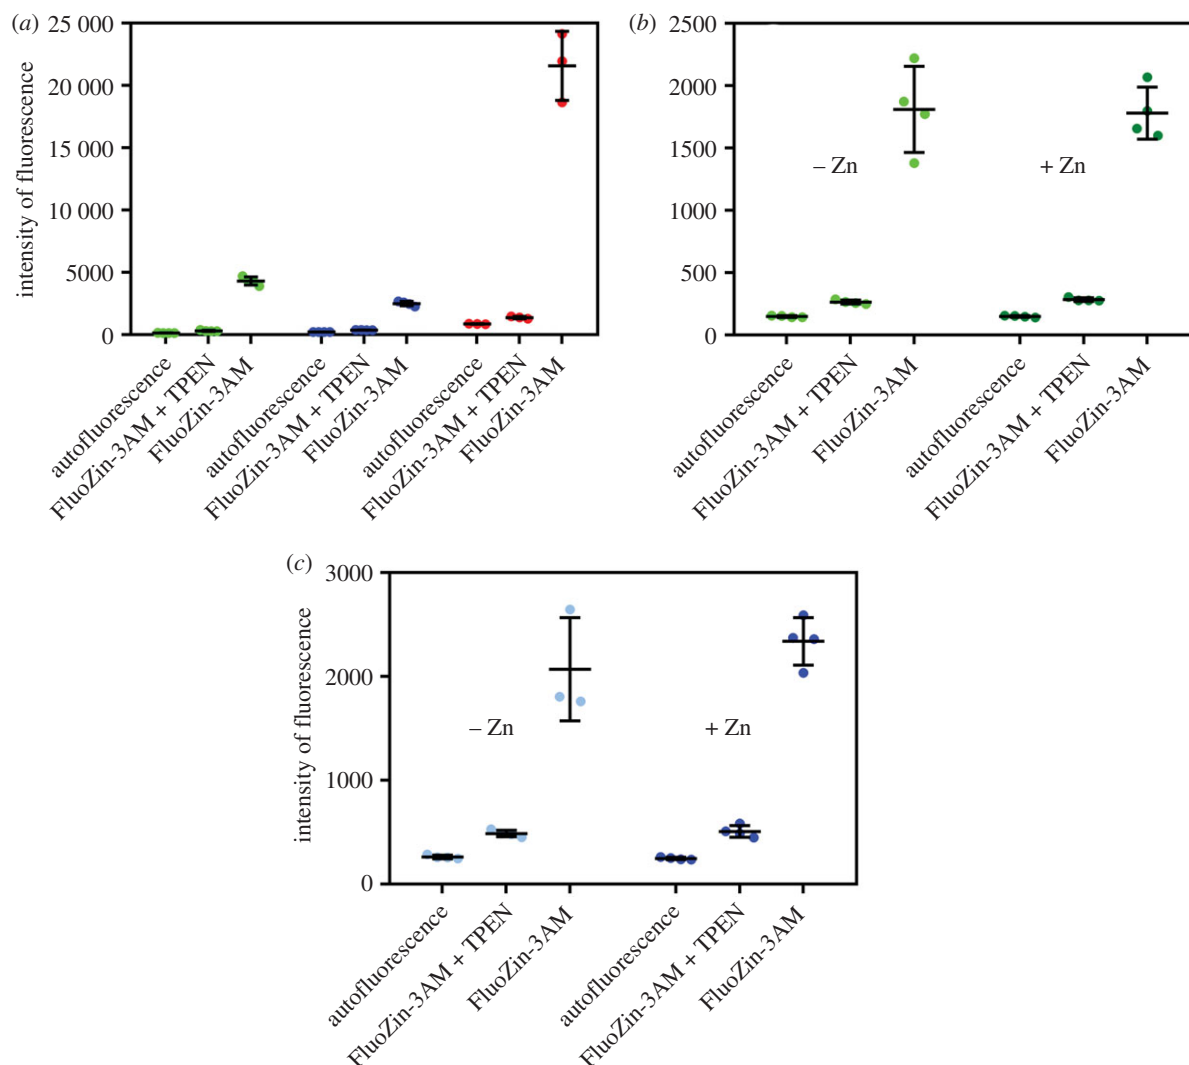 (a)
25 000
20 000
15 000
10 000
5000
0
intensity of fluorescence
autofluorescence
FluoZin-3AM + TPEN
FluoZin-3AM
autofluorescence
FluoZin-3AM + TPEN
FluoZin-3AM
autofluorescence
FluoZin-3AM + TPEN
FluoZin-3AM
(b)
2500
2000
1500
1000
500
0
– Zn
+ Zn
autofluorescence
FluoZin-3AM + TPEN
FluoZin-3AM
autofluorescence
FluoZin-3AM + TPEN
FluoZin-3AM
(c)
3000
2000
1000
0
intensity of fluorescence
– Zn
+ Zn
autofluorescence
FluoZin-3AM + TPEN
FluoZin-3AM
autofluorescence
FluoZin-3AM + TPEN
FluoZin-3AM